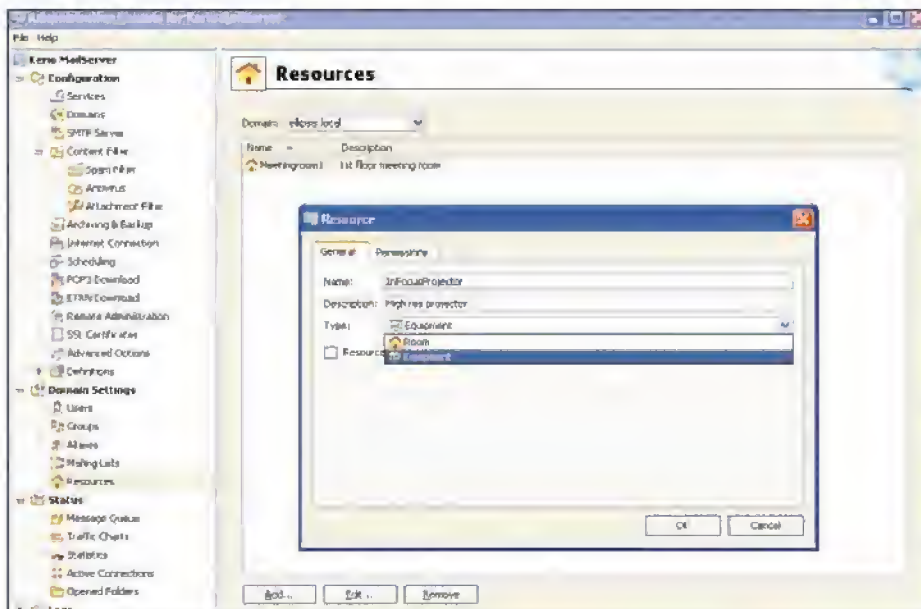 File Help
Kerio MailServer
Configuration
Services
Domains
SMTP Server
Content Filter
Spam Filter
Antivirus
Attachment Filter
Archiving & Backup
Internet Connection
Scheduling
POP3 Download
ETRN Download
Remote Administration
SSL Certificates
Advanced Options
Definitions
Domain Settings
Users
Groups
Aliases
Mailing Lists
Resources
Status
Message Queue
Traffic Charts
Statistics
Active Connections
Opened Folders
Resources
Domain:
Name Description
Meetingroom1 1st floor meeting room
Resource
General Permissions
Name: InFocusProjector
Description: High res projector
Type: Equipment
Room
Equipment
Resource
OK Cancel
Add... Edit... Remove